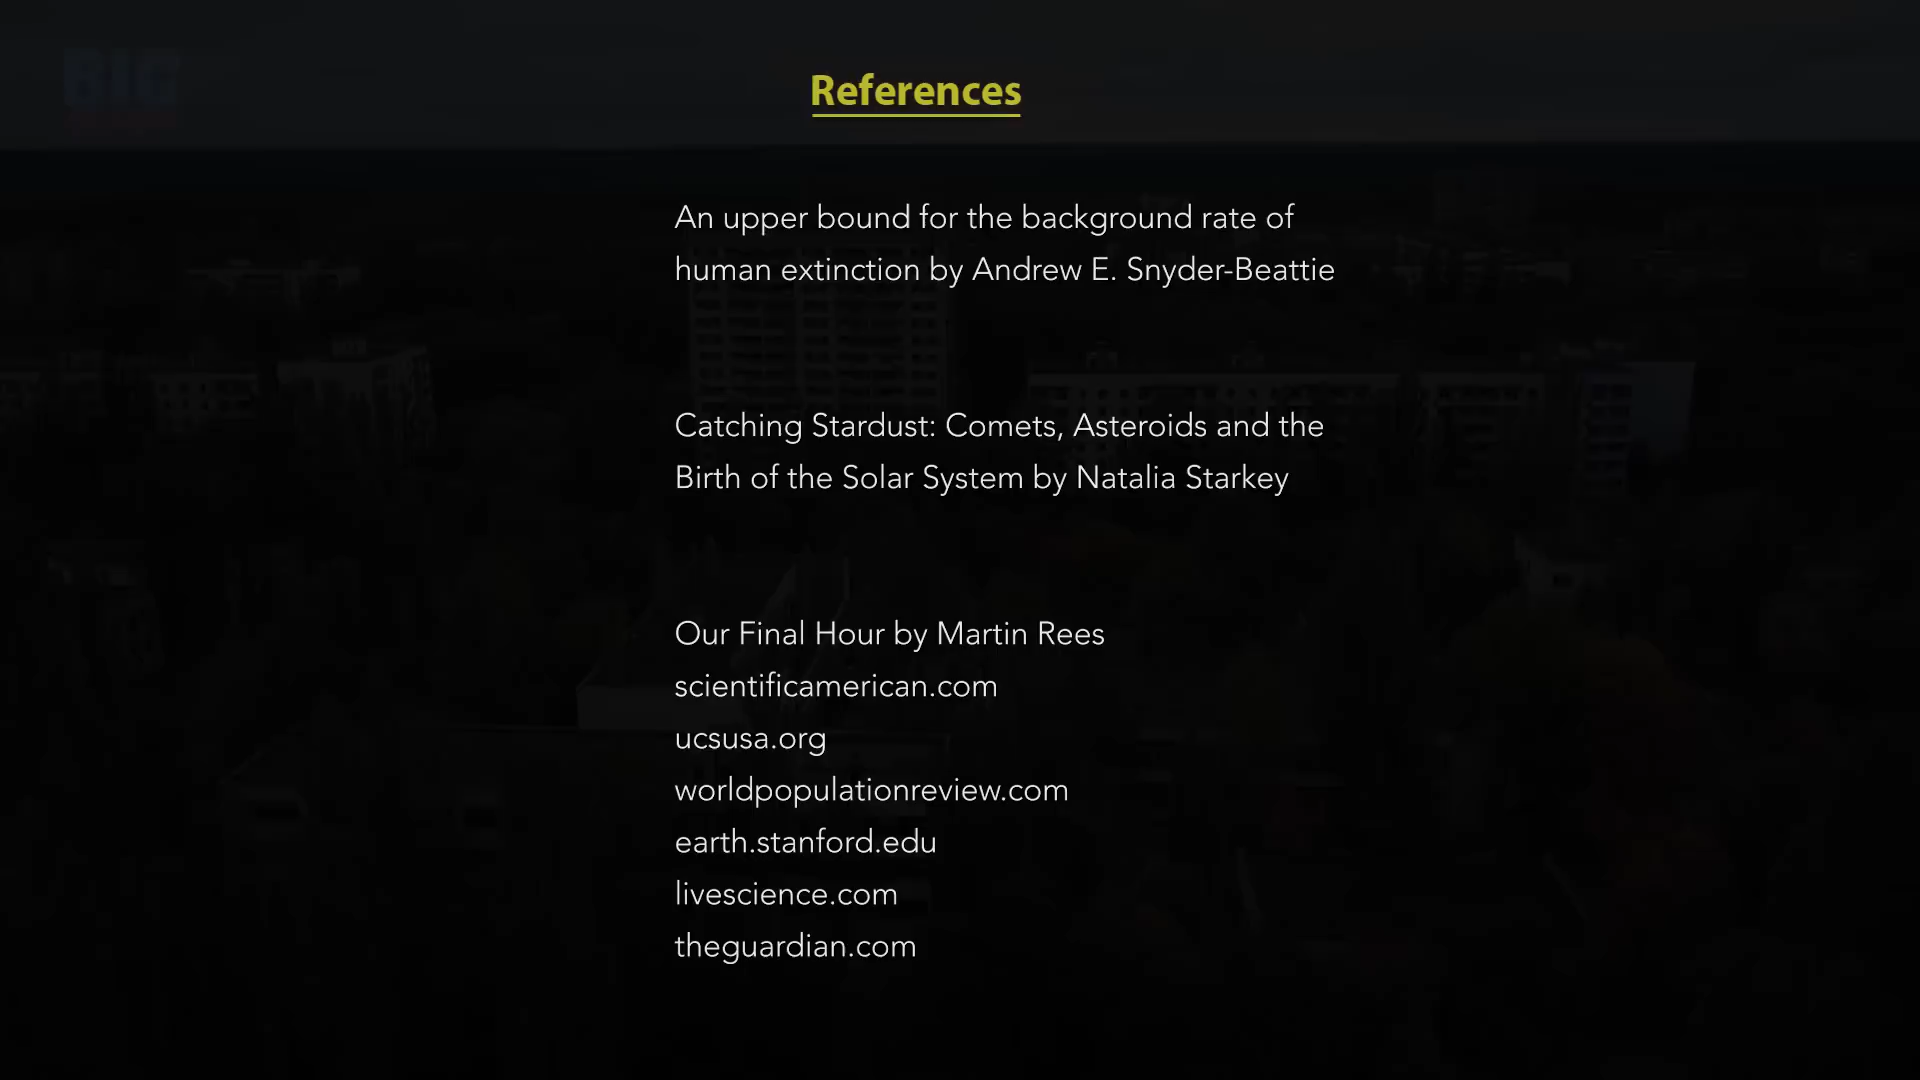 BIG
References
An upper bound for the background rate of
human extinction by Andrew E. Snyder-Beattie
Catching Stardust: Comets, Asteroids and the
Birth of the Solar System by Natalia Starkey
Our Final Hour by Martin Rees
scientificamerican.com
ucsusa.org
worldpopulationreview.com
earth.stanford.edu
livescience.com
theguardian.com